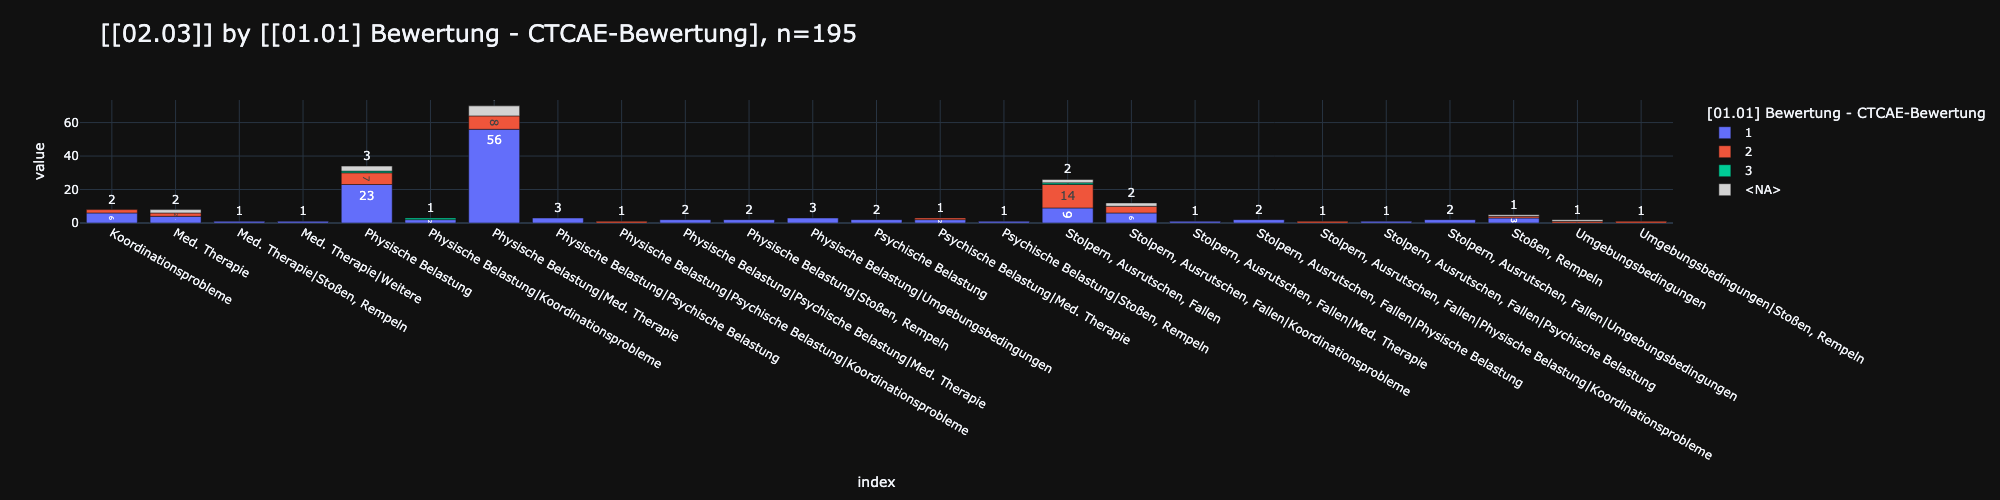 [[02.03]] by [[01.01] Bewertung - CTCAE-Bewertung], n=195
value
60
40
20
0
2
6
2
1
1
3
7
23
1
2
8
56
3
1
2
2
3
2
1
2
1
2
14
9
2
6
1
2
1
1
2
1
3
1
1
Koordinationsprobleme
Med. Therapie
Med. Therapie|Stoßen, Rempeln
Med. Therapie|Weitere
Physische Belastung
Physische Belastung|Koordinationsprobleme
Physische Belastung|Med. Therapie
Physische Belastung|Psychische Belastung
Physische Belastung|Psychische Belastung|Koordinationsprobleme
Physische Belastung|Psychische Belastung|Med. Therapie
Physische Belastung|Stoßen, Rempeln
Physische Belastung|Umgebungsbedingungen
Psychische Belastung
Psychische Belastung|Med. Therapie
Psychische Belastung|Stoßen, Rempeln
Stolpern, Ausrutschen, Fallen
Stolpern, Ausrutschen, Fallen|Koordinationsprobleme
Stolpern, Ausrutschen, Fallen|Med. Therapie
Stolpern, Ausrutschen, Fallen|Physische Belastung
Stolpern, Ausrutschen, Fallen|Physische Belastung|Koordinationsprobleme
Stolpern, Ausrutschen, Fallen|Psychische Belastung
Stolpern, Ausrutschen, Fallen|Umgebungsbedingungen
Stoßen, Rempeln
Umgebungsbedingungen
Umgebungsbedingungen|Stoßen, Rempeln
index
[01.01] Bewertung - CTCAE-Bewertung
1
2
3
<NA>